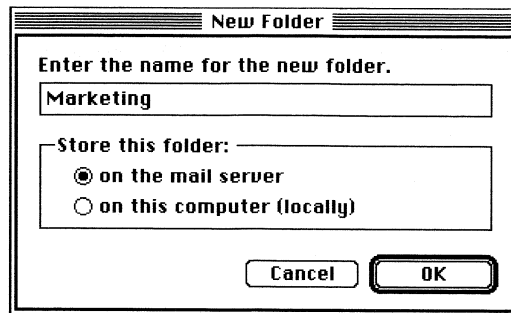 New Folder
Enter the name for the new folder.
Marketing
Store this folder:
on the mail server
on this computer (locally)
Cancel OK